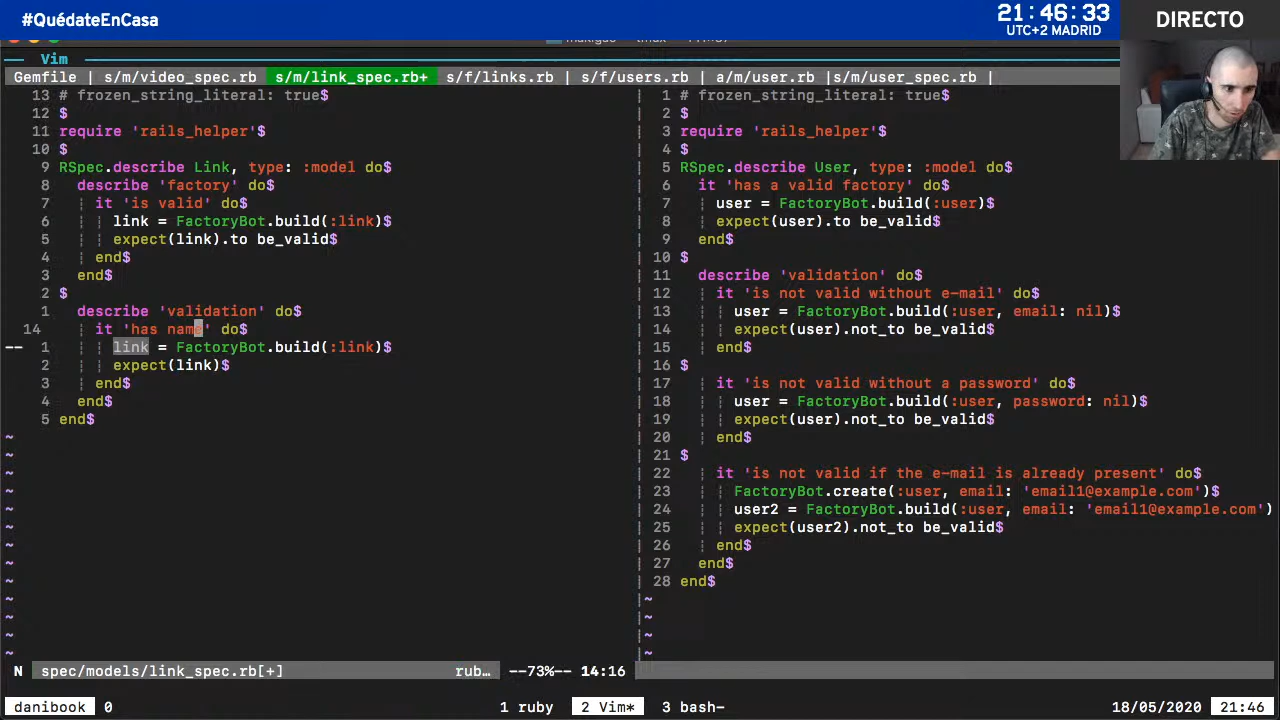 #QuédateEnCasa
21:46:33
UTC+2 MADRID
DIRECTO
Vim
Gemfile | s/m/video_spec.rb s/m/link_spec.rb+ s/f/links.rb | s/f/users.rb | a/m/user.rb |s/m/user_spec.rb |
13 # frozen_string_literal: true$
12 $
11 require 'rails_helper'$
10 $
9 RSpec.describe Link, type: :model do$
8 describe 'factory' do$
7 it 'is valid' do$
6 link = FactoryBot.build(:link)$
5 expect(link).to be_valid$
4 end$
3 end$
2 $
1 describe 'validation' do$
14 it 'has name' do$
-- 1 link = FactoryBot.build(:link)$
2 expect(link)$
3 end$
4 end$
5 end$
~
~
~
~
~
~
~
~
~
~
~
~
~
1 # frozen_string_literal: true$
2 $
3 require 'rails_helper'$
4 $
5 RSpec.describe User, type: :model do$
6 it 'has a valid factory' do$
7 user = FactoryBot.build(:user)$
8 expect(user).to be_valid$
9 end$
10 $
11 describe 'validation' do$
12 it 'is not valid without e-mail' do$
13 user = FactoryBot.build(:user, email: nil)$
14 expect(user).not_to be_valid$
15 end$
16 $
17 it 'is not valid without a password' do$
18 user = FactoryBot.build(:user, password: nil)$
19 expect(user).not_to be_valid$
20 end$
21 $
22 it 'is not valid if the e-mail is already present' do$
23 FactoryBot.create(:user, email: 'email1@example.com')$
24 user2 = FactoryBot.build(:user, email: 'email1@example.com')
25 expect(user2).not_to be_valid$
26 end$
27 end$
28 end$
~
~
~
~
N spec/models/link_spec.rb[+] rub… --73%-- 14:16
danibook 0 1 ruby 2 Vim* 3 bash- 18/05/2020 21:46